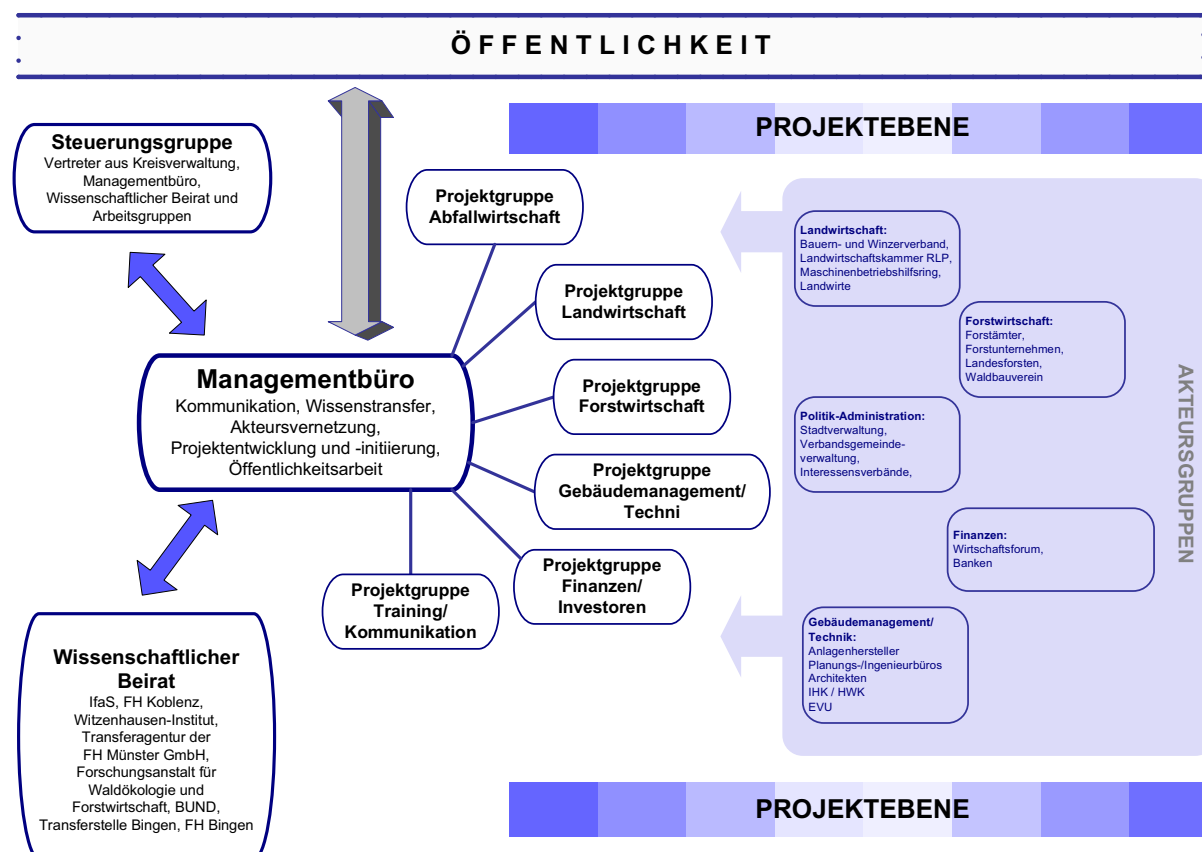 ÖFFENTLICHKEIT
PROJEKTEBENE
Steuerungsgruppe
Vertreter aus Kreisverwaltung,
Managementbüro,
Wissenschaftlicher Beirat und
Arbeitsgruppen
Projektgruppe
Abfallwirtschaft
Projektgruppe
Landwirtschaft
Projektgruppe
Forstwirtschaft
Projektgruppe
Gebäudemanagement/
Techni
Projektgruppe
Finanzen/
Investoren
Projektgruppe
Training/
Kommunikation
Managementbüro
Kommunikation, Wissenstransfer,
Akteursvernetzung,
Projektentwicklung und -initiierung,
Öffentlichkeitsarbeit
Wissenschaftlicher
Beirat
IfaS, FH Koblenz,
Witzenhausen-Institut,
Transferagentur der
FH Münster GmbH,
Forschungsanstalt für
Waldökologie und
Forstwirtschaft, BUND,
Transferstelle Bingen, FH Bingen
Landwirtschaft:
Bauern- und Winzerverband,
Landwirtschaftskammer RLP,
Maschinenbetriebshilfsring,
Landwirte
Forstwirtschaft:
Forstämter,
Forstunternehmen,
Landesforsten,
Waldbauverein
Politik-Administration:
Stadtverwaltung,
Verbandsgemeinde-
verwaltung,
Interessensverbände,
Finanzen:
Wirtschaftsforum,
Banken
Gebäudemanagement/
Technik:
Anlagenhersteller
Planungs-/Ingenieurbüros
Architekten
IHK / HWK
EVU
AKTEURSGRUPPEN
PROJEKTEBENE